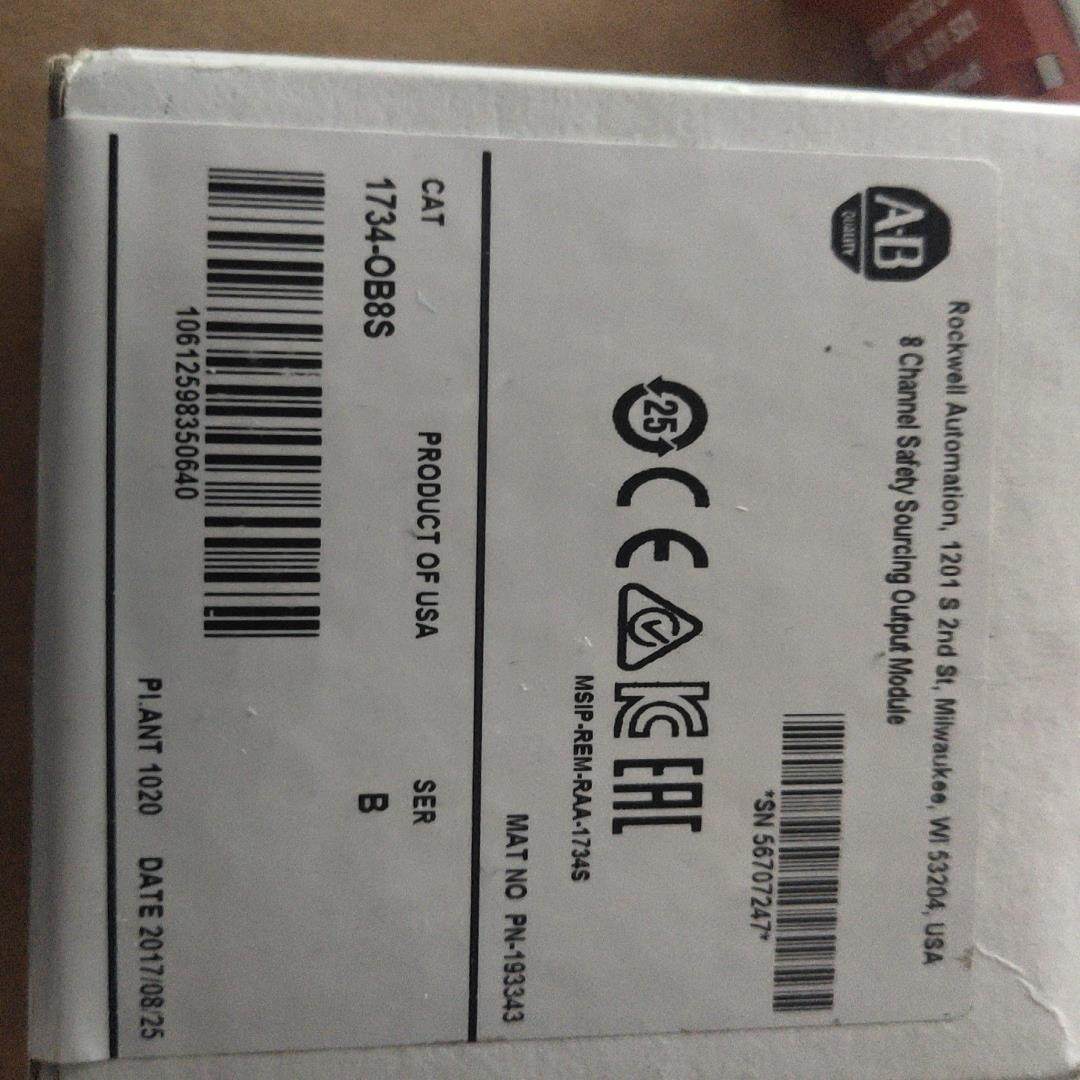 A·B
QUALITY
Rockwell Automation, 1201 S 2nd St, Milwaukee, WI 53204, USA
8 Channel Safety Sourcing Output Module
*SN 56707247*
25 CE C KC EAC
MSIP-REM-RAA-1734S
MAT NO PN-193343
CAT PRODUCT OF USA SER
1734-OB8S B
10612598350640
PLANT 1020 DATE 2017/08/25